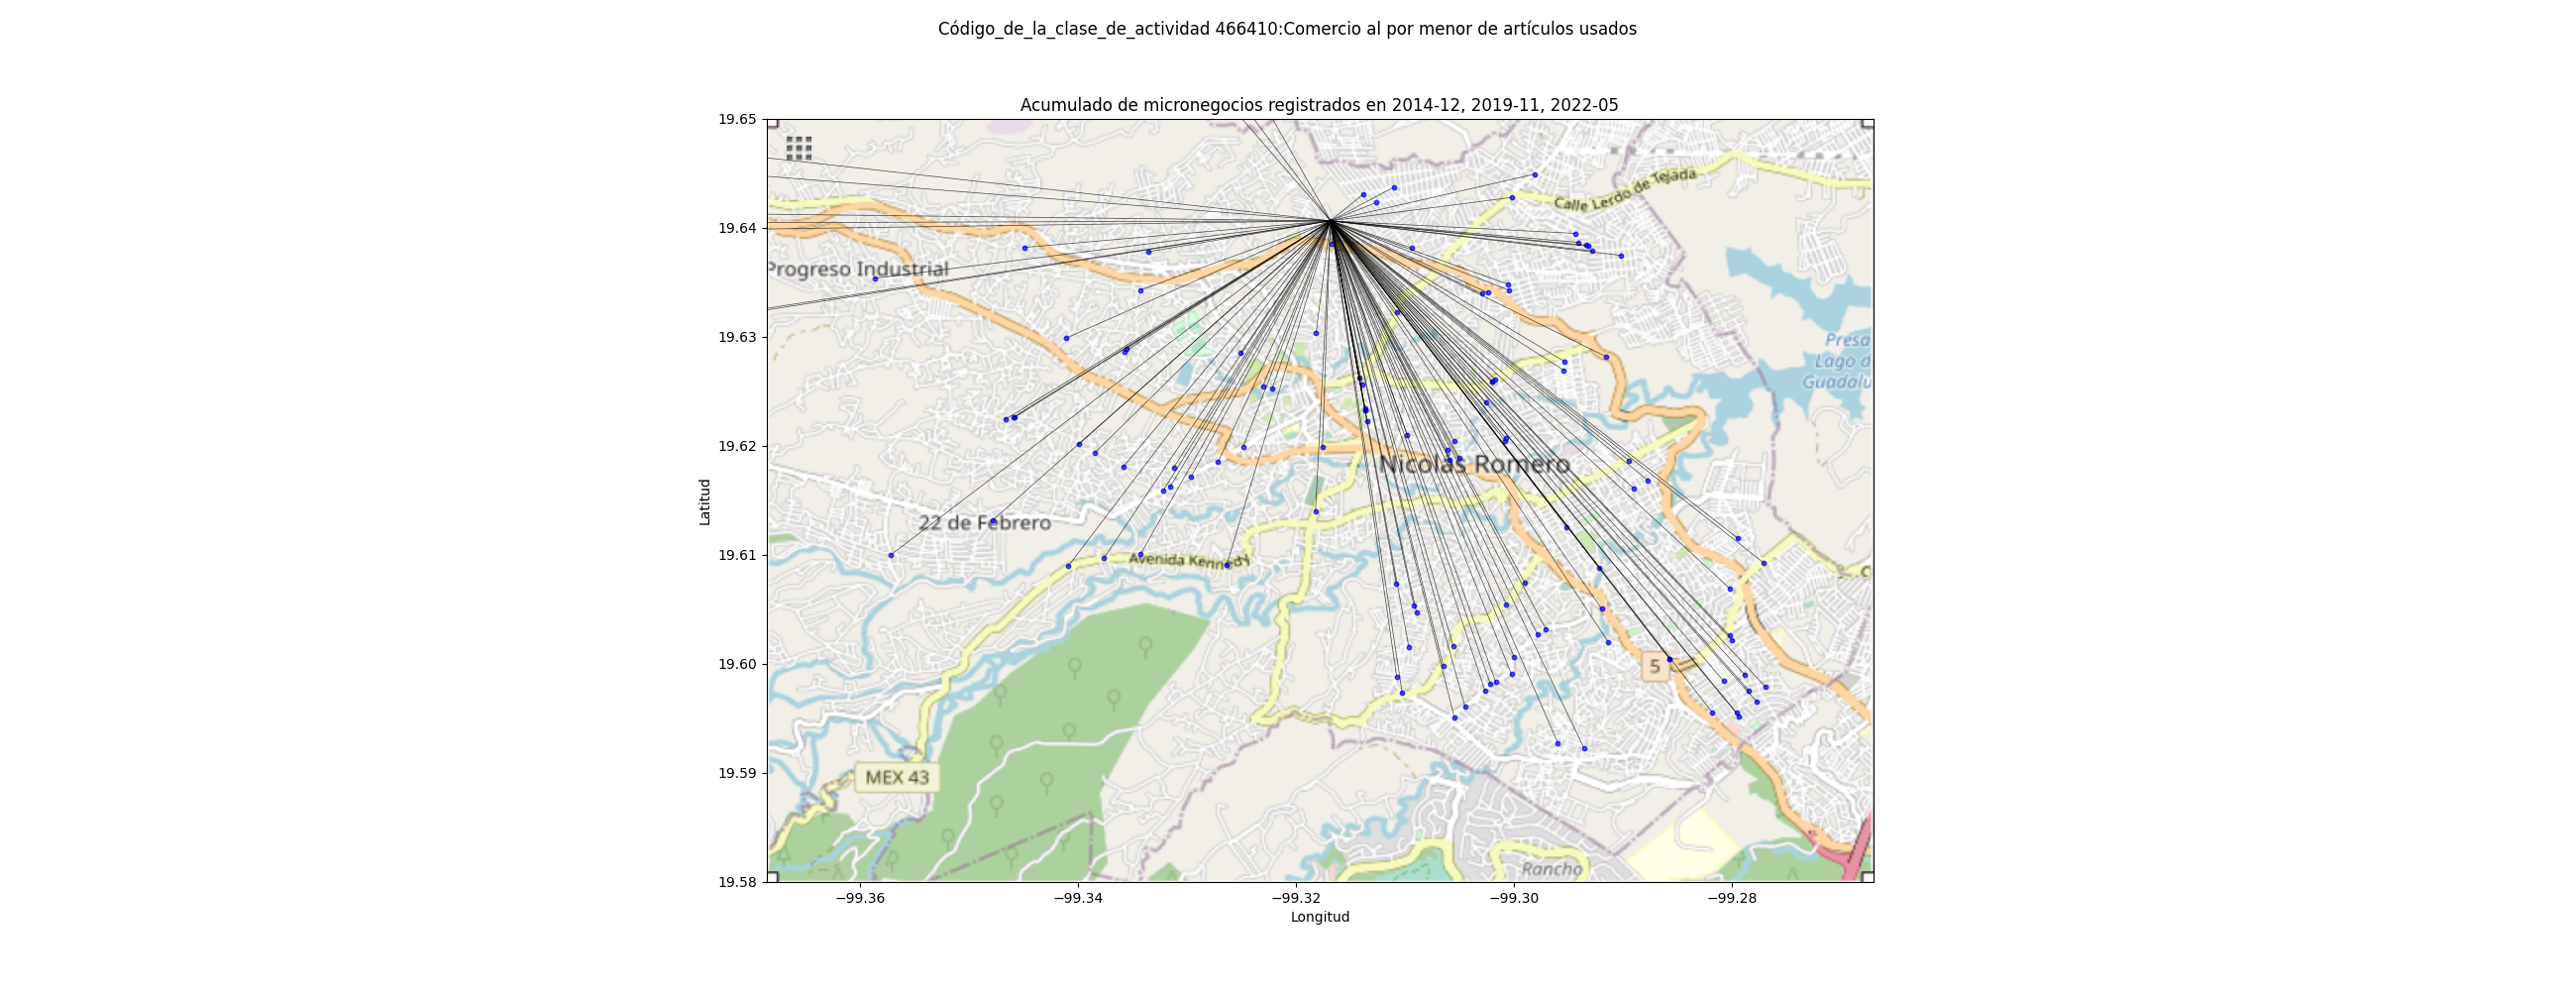 Código_de_la_clase_de_actividad 466410:Comercio al por menor de artículos usados
Acumulado de micronegocios registrados en 2014-12, 2019-11, 2022-05
19.65
19.64
19.63
19.62
19.61
19.60
19.59
19.58
Latitud
Calle Lerdo de Tejada
Progreso Industrial
Presa
Lago d
Guadalu
Nicolás Romero
22 de Febrero
Avenida Kennedy
C
5
MEX 43
Rancho
−99.36
−99.34
−99.32
−99.30
−99.28
Longitud